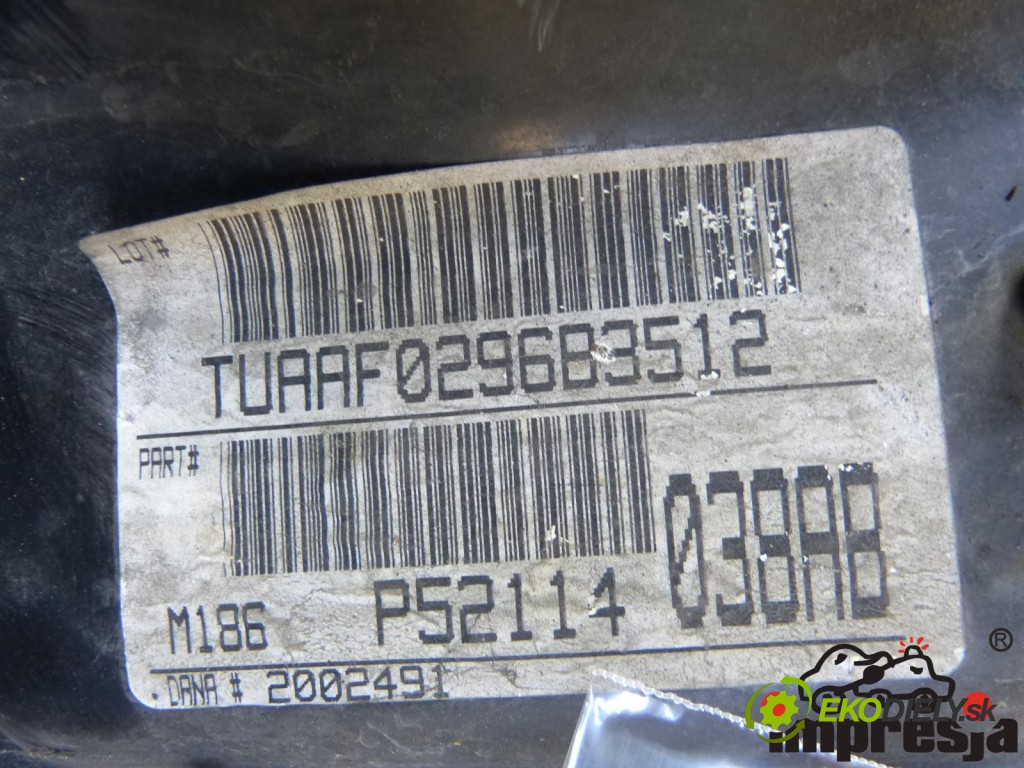 LOT#
TUAAF0296B3512
PART#
M186 P52114 038AB
. DANA # 2002491
®
EKODIELY.sk
impresja